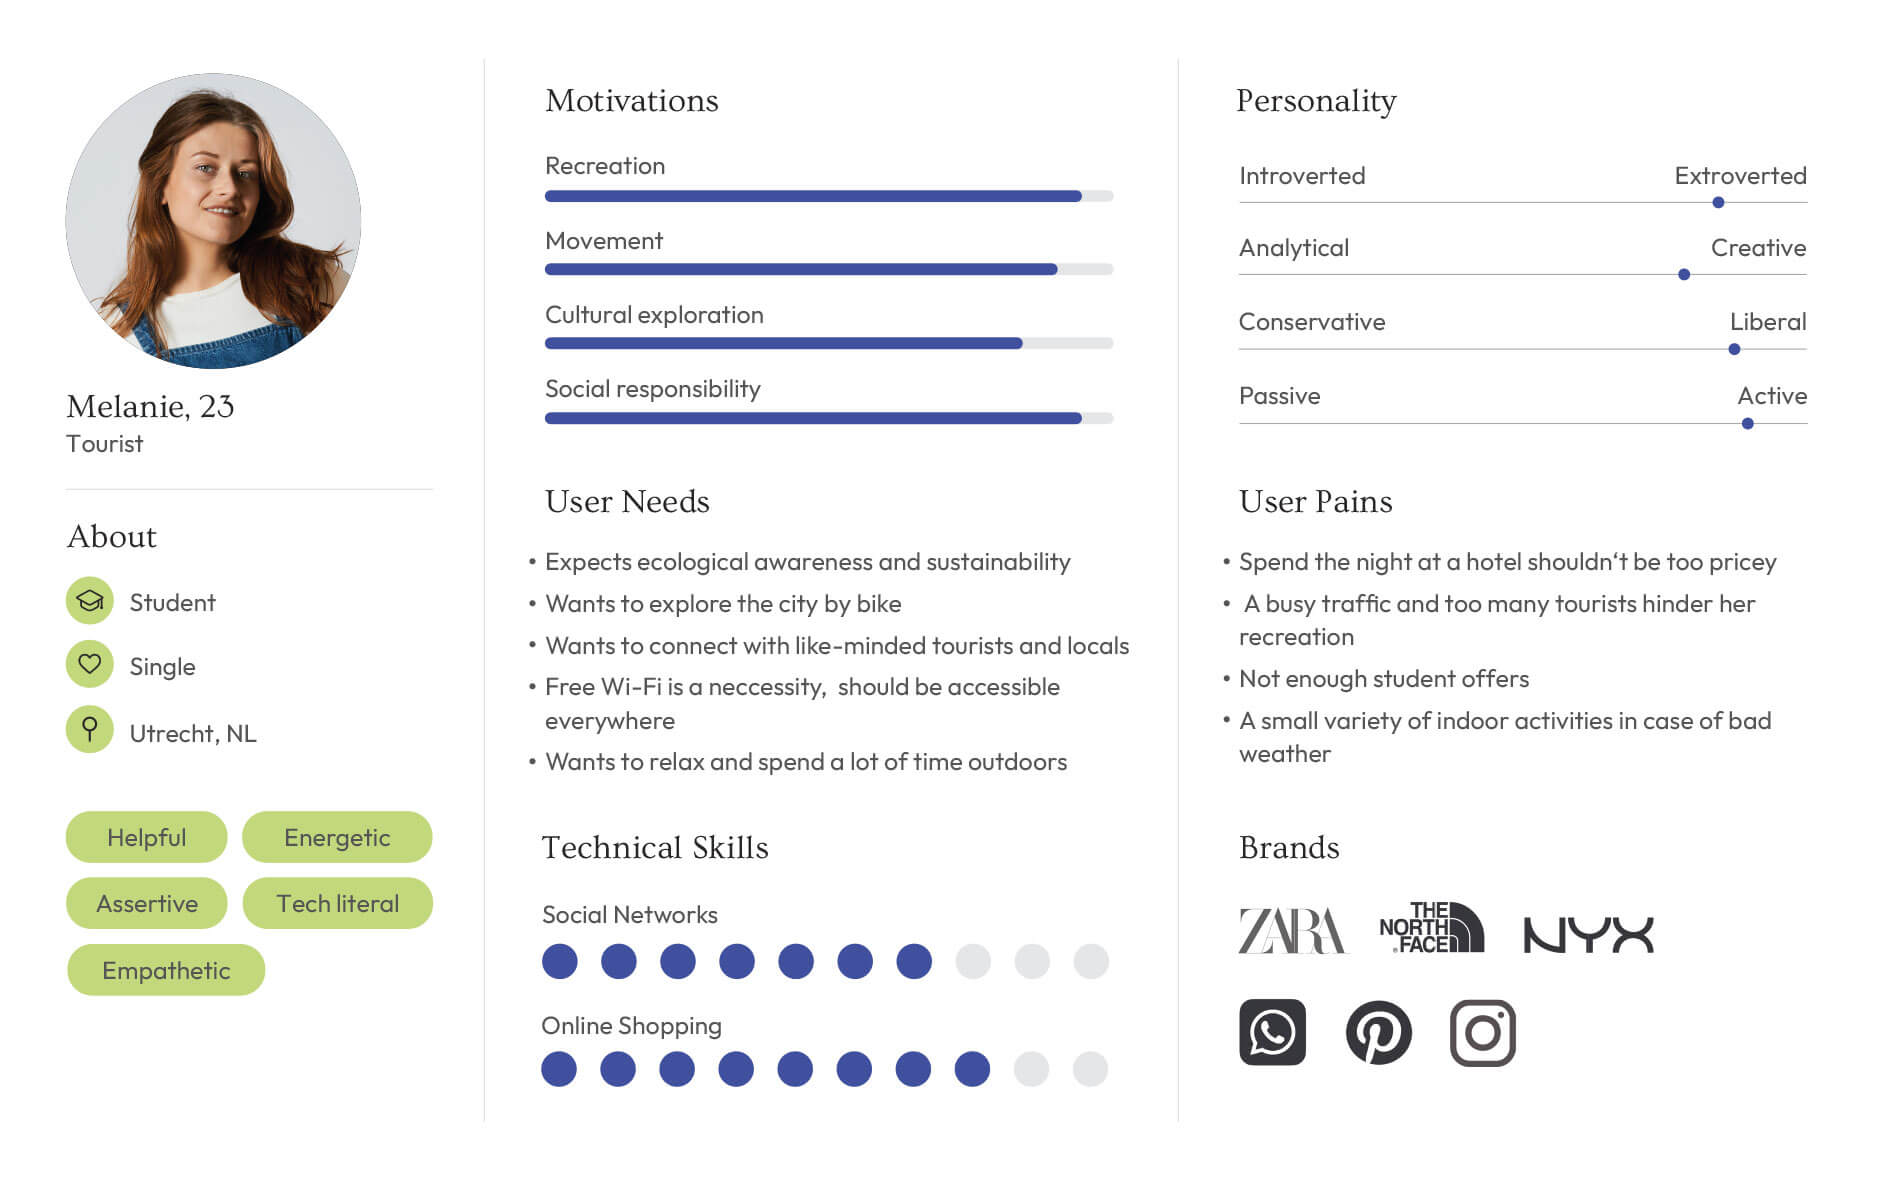 Melanie, 23
Tourist
About
Student
Single
Utrecht, NL
Helpful
Energetic
Assertive
Tech literal
Empathetic
Motivations
Recreation
Movement
Cultural exploration
Social responsibility
User Needs
• Expects ecological awareness and sustainability
• Wants to explore the city by bike
• Wants to connect with like-minded tourists and locals
• Free Wi-Fi is a neccessity,  should be accessible
everywhere
• Wants to relax and spend a lot of time outdoors
Technical Skills
Social Networks
Online Shopping
Personality
Introverted Extroverted
Analytical Creative
Conservative Liberal
Passive Active
User Pains
• Spend the night at a hotel shouldn‘t be too pricey
• A busy traffic and too many tourists hinder her
recreation
• Not enough student offers
• A small variety of indoor activities in case of bad
weather
Brands
ZARA
THE
NORTH
®FACE
NYX